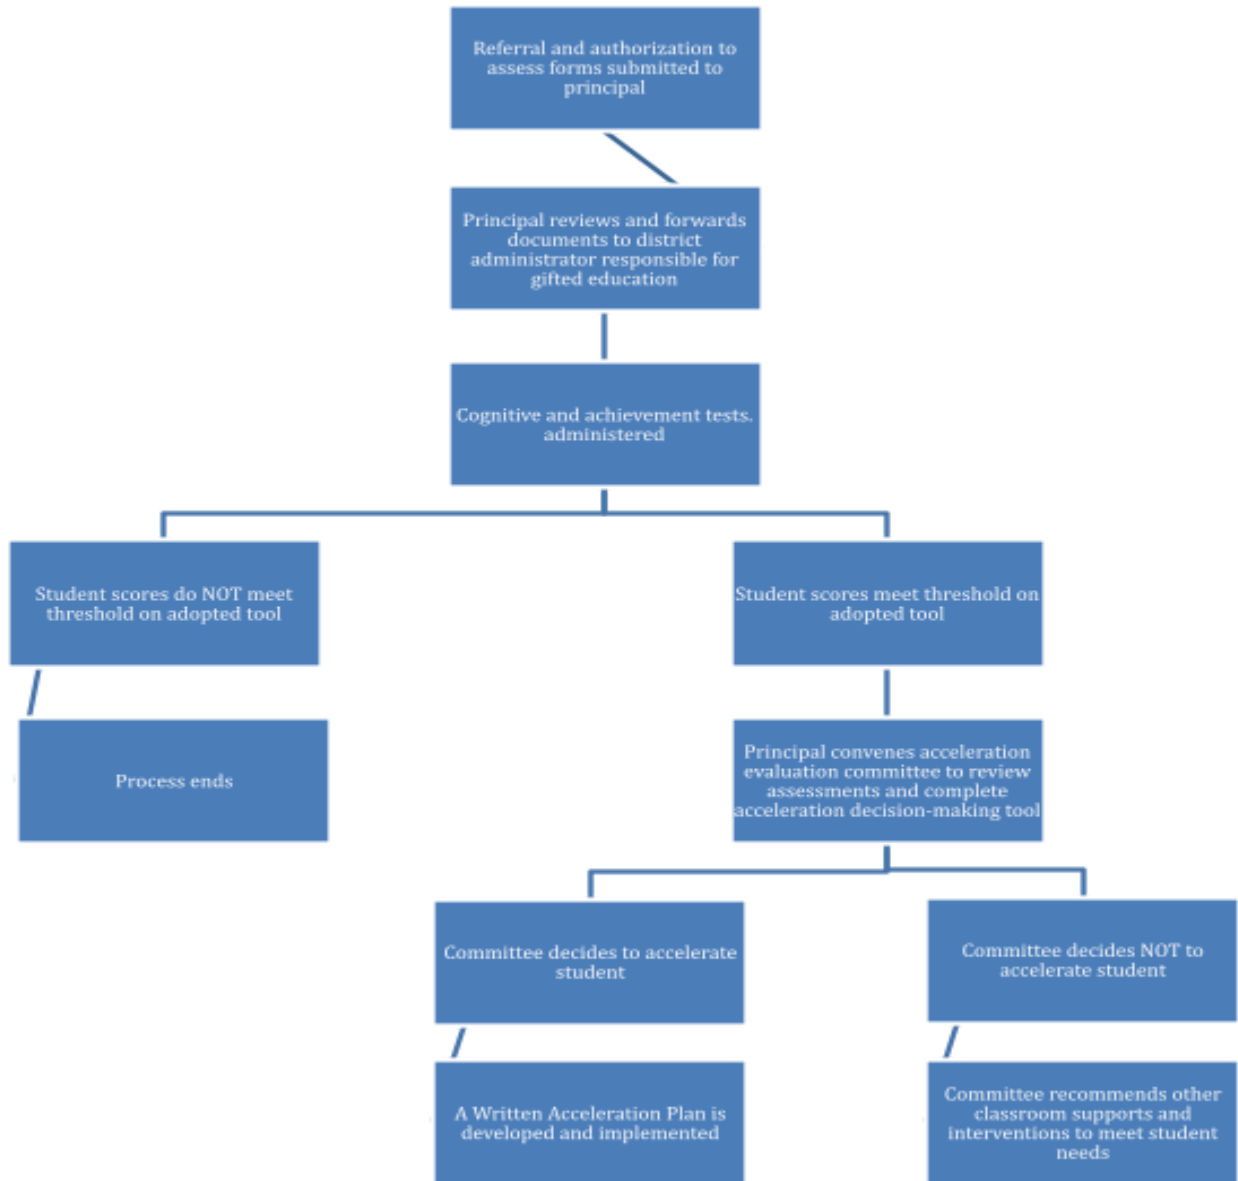 Referral and authorization to
assess forms submitted to
principal
Principal reviews and forwards
documents to district
administrator responsible for
gifted education
Cognitive and achievement tests.
administered
Student scores do NOT meet
threshold on adopted tool
Student scores meet threshold on
adopted tool
Process ends
Principal convenes acceleration
evaluation committee to review
assessments and complete
acceleration decision-making tool
Committee decides to accelerate
student
Committee decides NOT to
accelerate student
A Written Acceleration Plan is
developed and implemented
Committee recommends other
classroom supports and
interventions to meet student
needs